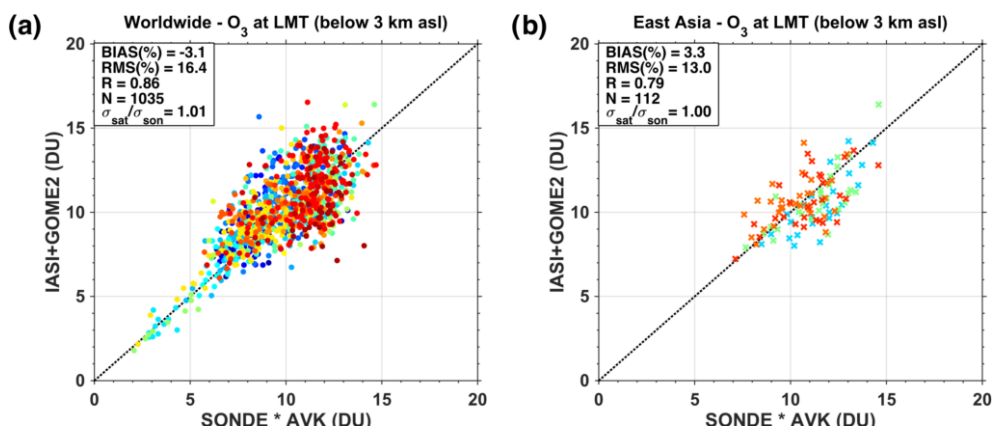 (a)
Worldwide - O3 at LMT (below 3 km asl)
BIAS(%) = -3.1
RMS(%) = 16.4
R = 0.86
N = 1035
σsat/σson = 1.01
20
15
10
5
0
IASI+GOME2 (DU)
0 5 10 15 20
SONDE * AVK (DU)
(b)
East Asia - O3 at LMT (below 3 km asl)
BIAS(%) = 3.3
RMS(%) = 13.0
R = 0.79
N = 112
σsat/σson = 1.00
20
15
10
5
0
IASI+GOME2 (DU)
0 5 10 15 20
SONDE * AVK (DU)